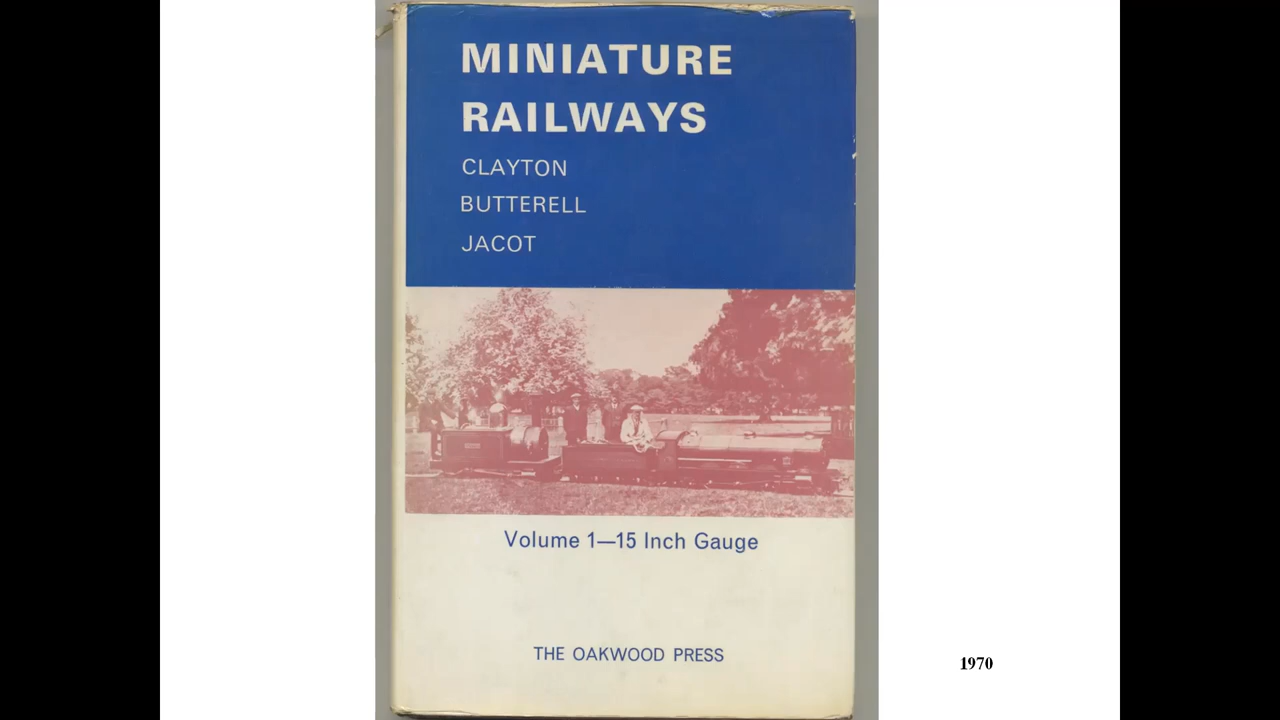 MINIATURE
RAILWAYS
CLAYTON
BUTTERELL
JACOT
Volume 1—15 Inch Gauge
THE OAKWOOD PRESS
1970